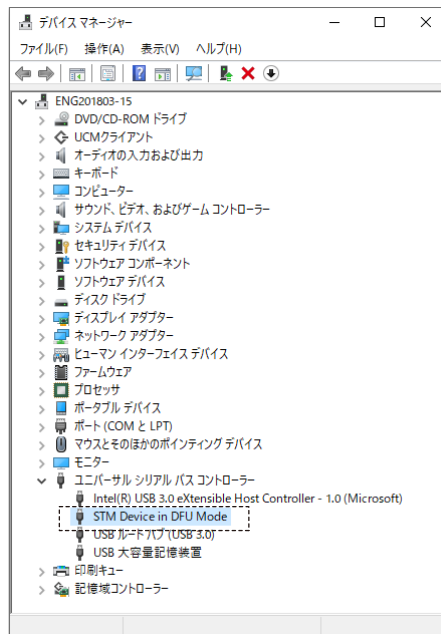 デバイス マネージャー
ファイル(F) 操作(A) 表示(V) ヘルプ(H)
ENG201803-15
DVD/CD-ROM ドライブ
UCMクライアント
オーディオの入力および出力
キーボード
コンピューター
サウンド、ビデオ、およびゲーム コントローラー
システム デバイス
セキュリティ デバイス
ソフトウェア コンポーネント
ソフトウェア デバイス
ディスク ドライブ
ディスプレイ アダプター
ネットワーク アダプター
ヒューマン インターフェイス デバイス
ファームウェア
プロセッサ
ポータブル デバイス
ポート (COM と LPT)
マウスとそのほかのポインティング デバイス
モニター
ユニバーサル シリアル バス コントローラー
Intel(R) USB 3.0 eXtensible Host Controller - 1.0 (Microsoft)
STM Device in DFU Mode
USB ルート ハブ (USB 3.0)
USB 大容量記憶装置
印刷キュー
記憶域コントローラー